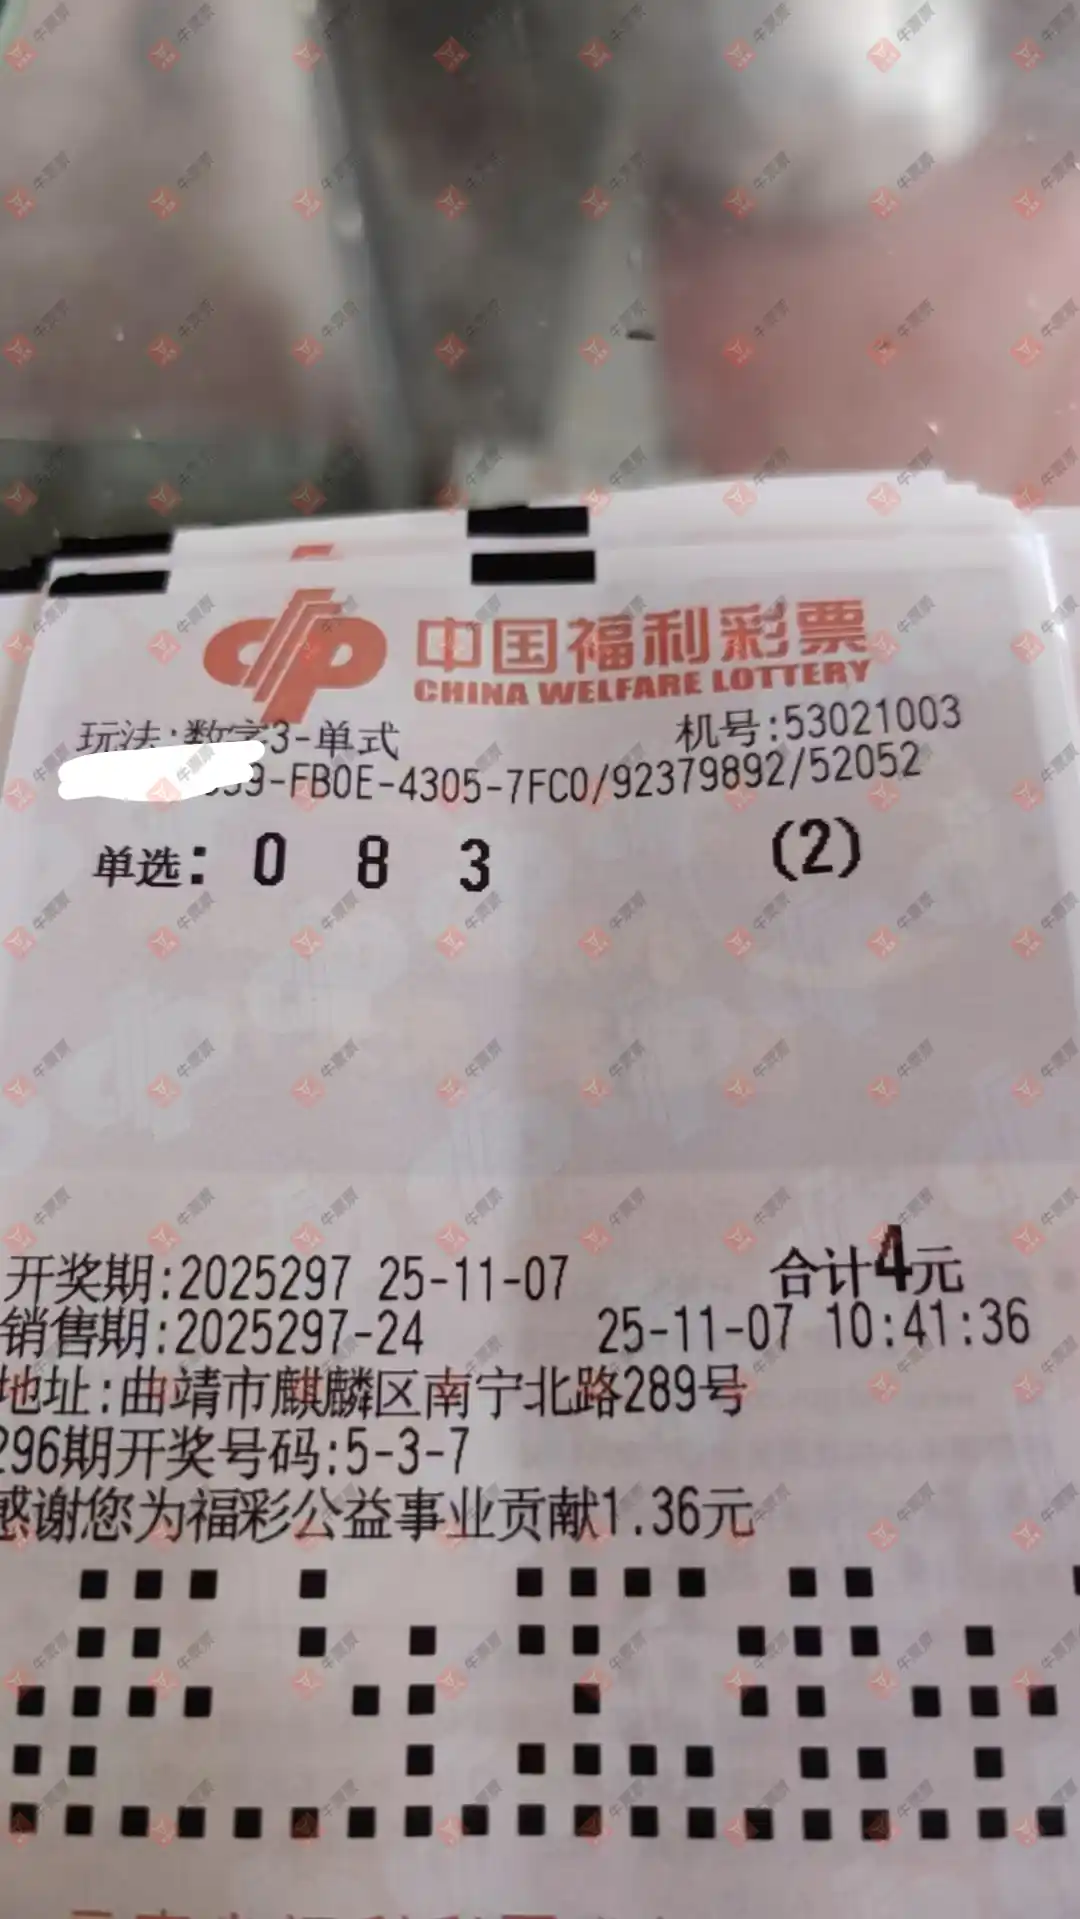 中国福利彩票
CHINA WELFARE LOTTERY
玩法:数字3-单式 机号:53021003
9-FB0E-4305-7FC0/92379892/52052
单选: 0 8 3 (2)
开奖期:2025297 25-11-07 合计4元
销售期:2025297-24 25-11-07 10:41:36
地址:曲靖市麒麟区南宁北路289号
296期开奖号码:5-3-7
感谢您为福彩公益事业贡献1.36元
牛票票